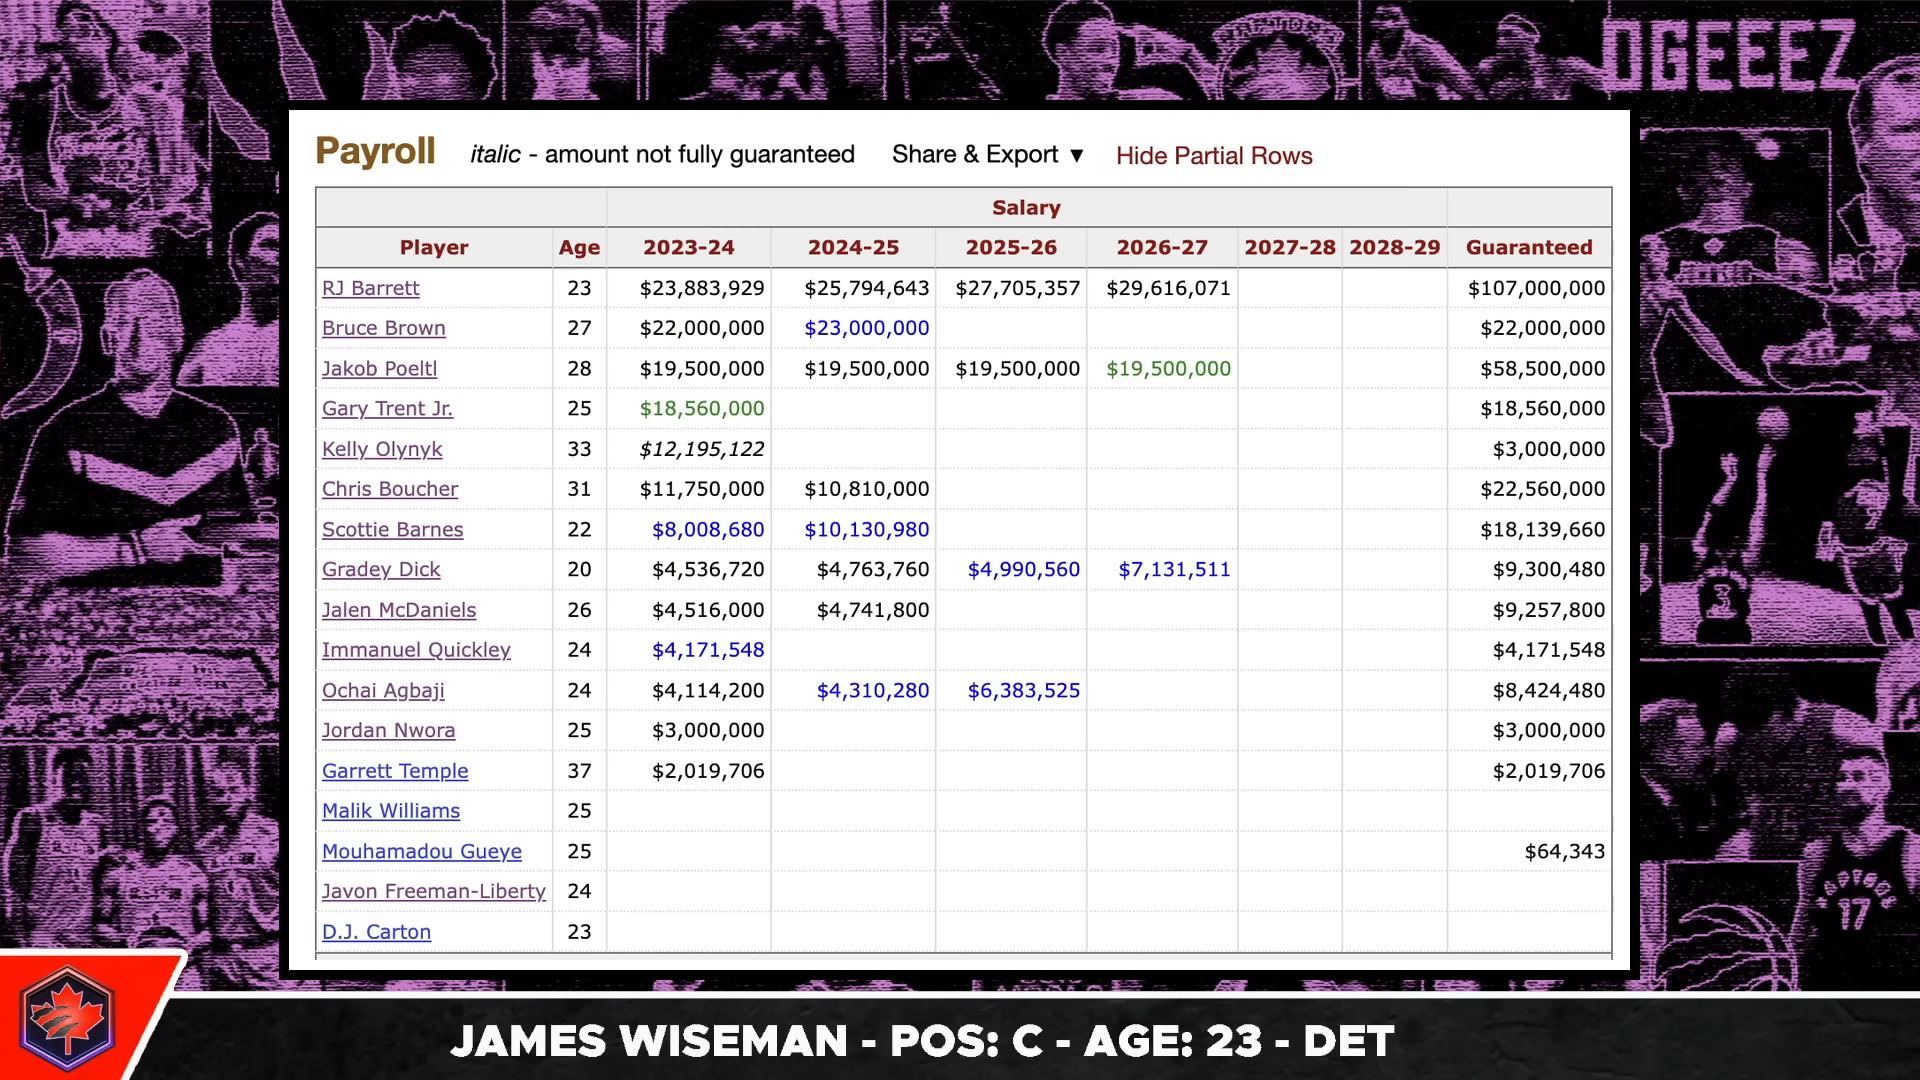 OGEEEZ
Payroll italic - amount not fully guaranteed Share & Export ▼ Hide Partial Rows
Salary
Player Age 2023-24 2024-25 2025-26 2026-27 2027-28 2028-29 Guaranteed
RJ Barrett 23 $23,883,929 $25,794,643 $27,705,357 $29,616,071 $107,000,000
Bruce Brown 27 $22,000,000 $23,000,000 $22,000,000
Jakob Poeltl 28 $19,500,000 $19,500,000 $19,500,000 $19,500,000 $58,500,000
Gary Trent Jr. 25 $18,560,000 $18,560,000
Kelly Olynyk 33 $12,195,122 $3,000,000
Chris Boucher 31 $11,750,000 $10,810,000 $22,560,000
Scottie Barnes 22 $8,008,680 $10,130,980 $18,139,660
Gradey Dick 20 $4,536,720 $4,763,760 $4,990,560 $7,131,511 $9,300,480
Jalen McDaniels 26 $4,516,000 $4,741,800 $9,257,800
Immanuel Quickley 24 $4,171,548 $4,171,548
Ochai Agbaji 24 $4,114,200 $4,310,280 $6,383,525 $8,424,480
Jordan Nwora 25 $3,000,000 $3,000,000
Garrett Temple 37 $2,019,706 $2,019,706
Malik Williams 25
Mouhamadou Gueye 25 $64,343
Javon Freeman-Liberty 24
D.J. Carton 23
17
JAMES WISEMAN - POS: C - AGE: 23 - DET